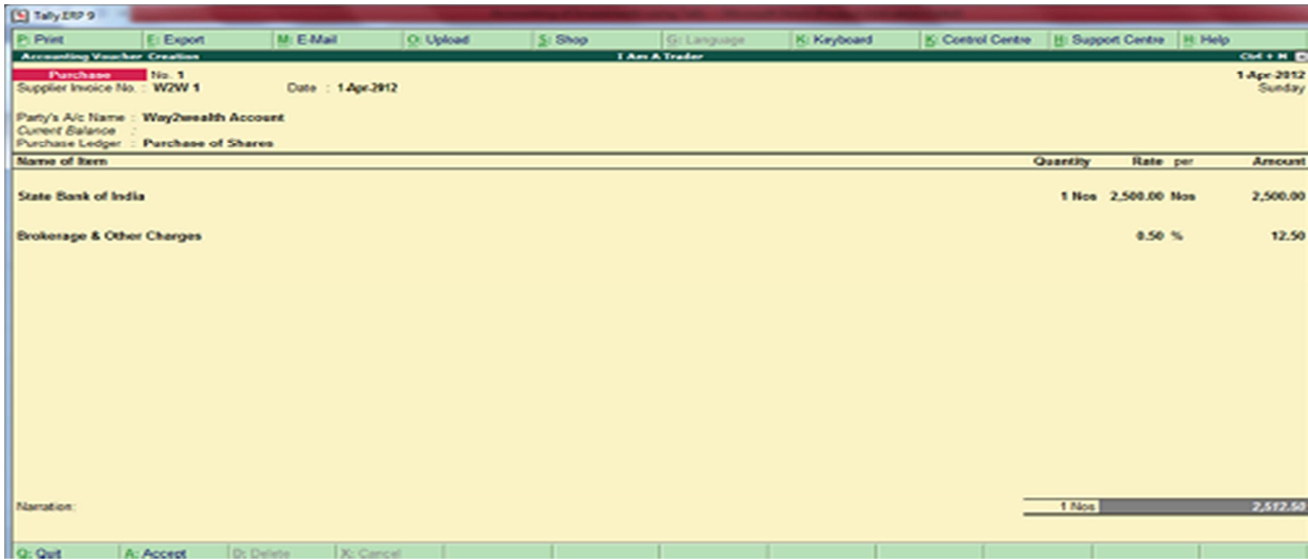 Tally.ERP 9
P: Print E: Export M: E-Mail O: Upload S: Shop G: Language K: Keyboard K: Control Centre H: Support Centre H: Help
Accounting Voucher Creation I Am A Trader Ctrl + M
Purchase No. 1 1-Apr-2012
Supplier Invoice No. : W2W 1 Date : 1-Apr-2012 Sunday
Party's A/c Name : Way2wealth Account
Current Balance :
Purchase Ledger : Purchase of Shares
Name of Item Quantity Rate per Amount
State Bank of India 1 Nos 2,500.00 Nos 2,500.00
Brokerage & Other Charges 0.50 % 12.50
Narration: 1 Nos 2,512.50
Q: Quit A: Accept D: Delete X: Cancel